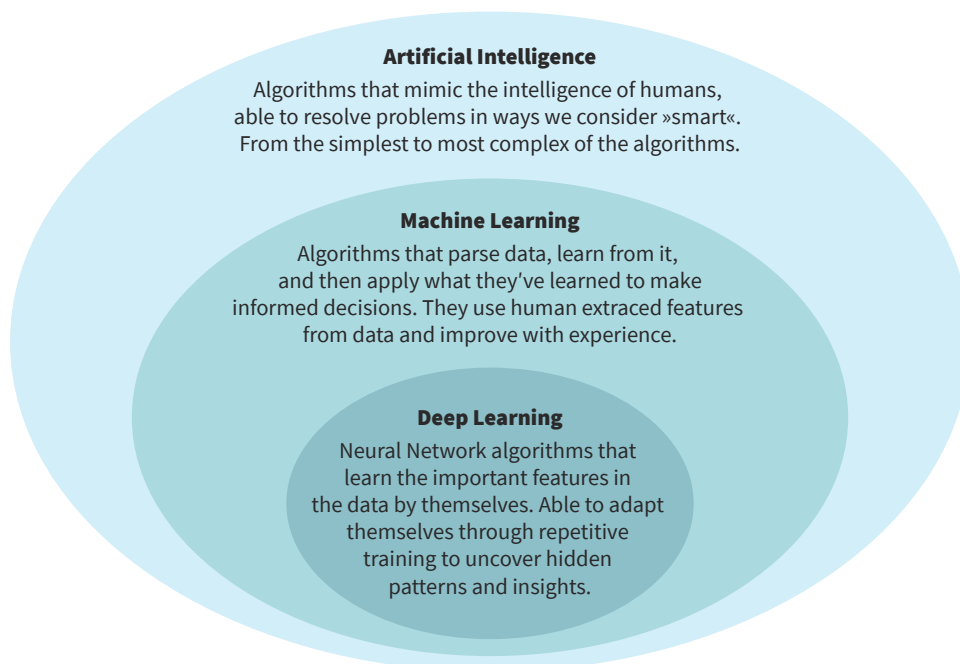 Artificial Intelligence
Algorithms that mimic the intelligence of humans,
able to resolve problems in ways we consider »smart«.
From the simplest to most complex of the algorithms.
Machine Learning
Algorithms that parse data, learn from it,
and then apply what they've learned to make
informed decisions. They use human extraced features
from data and improve with experience.
Deep Learning
Neural Network algorithms that
learn the important features in
the data by themselves. Able to adapt
themselves through repetitive
training to uncover hidden
patterns and insights.